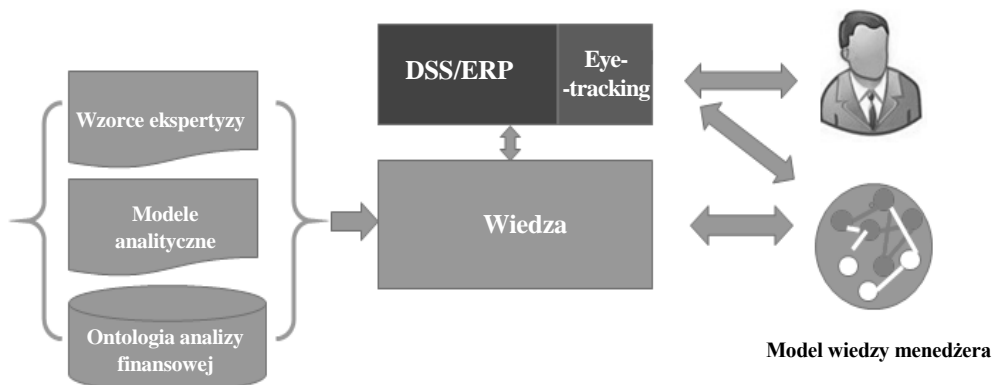 Wzorce ekspertyzy
Modele
analityczne
Ontologia analizy
finansowej
DSS/ERP
Eye-
-tracking
Wiedza
Model wiedzy menedżera